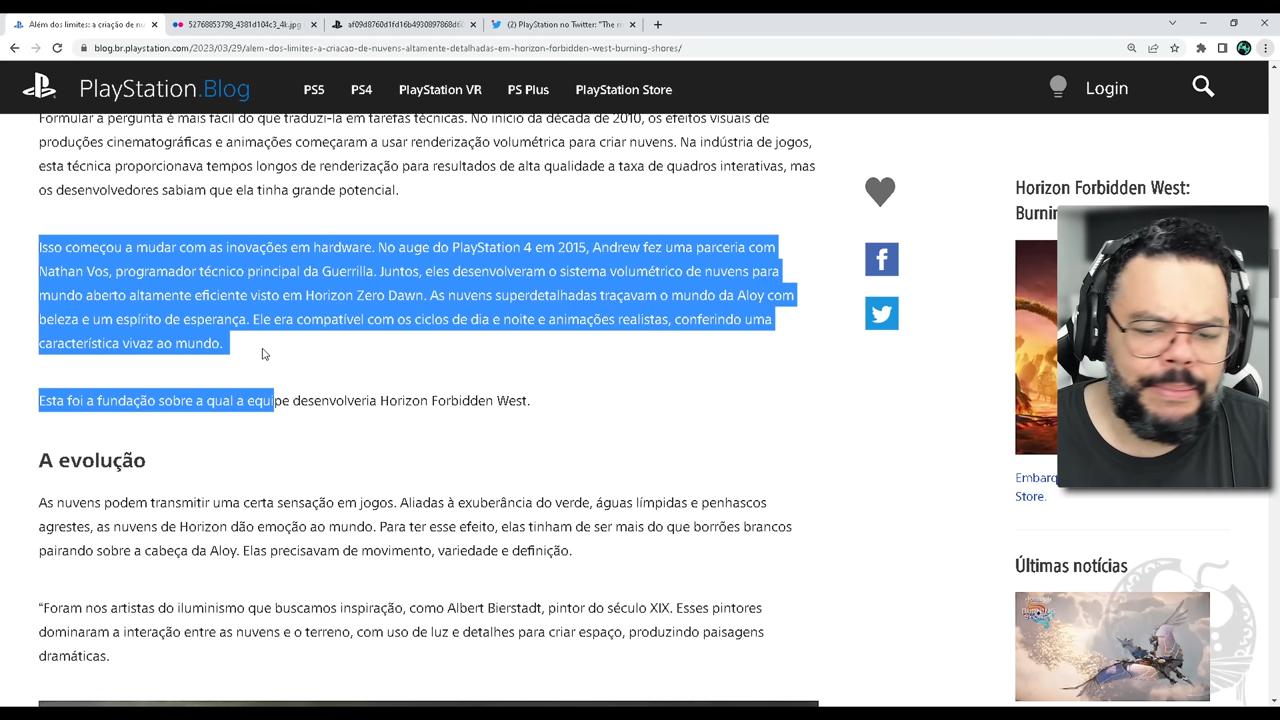 Além dos limites: a criação de nu
52768853798_4381d104c3_4k.jpg
af09d8760d1fd16b4930897868d6
(2) PlayStation no Twitter: "The m
blog.br.playstation.com/2023/03/29/alem-dos-limites-a-criacao-de-nuvens-altamente-detalhadas-em-horizon-forbidden-west-burning-shores/
PlayStation.Blog
PS5
PS4
PlayStation VR
PS Plus
PlayStation Store
Login
Formular a pergunta é mais fácil do que traduzi-la em tarefas técnicas. No início da década de 2010, os efeitos visuais de
produções cinematográficas e animações começaram a usar renderização volumétrica para criar nuvens. Na indústria de jogos,
esta técnica proporcionava tempos longos de renderização para resultados de alta qualidade a taxa de quadros interativas, mas
os desenvolvedores sabiam que ela tinha grande potencial.
Isso começou a mudar com as inovações em hardware. No auge do PlayStation 4 em 2015, Andrew fez uma parceria com
Nathan Vos, programador técnico principal da Guerrilla. Juntos, eles desenvolveram o sistema volumétrico de nuvens para
mundo aberto altamente eficiente visto em Horizon Zero Dawn. As nuvens superdetalhadas traçavam o mundo da Aloy com
beleza e um espírito de esperança. Ele era compatível com os ciclos de dia e noite e animações realistas, conferindo uma
característica vivaz ao mundo.
Esta foi a fundação sobre a qual a equipe desenvolveria Horizon Forbidden West.
A evolução
As nuvens podem transmitir uma certa sensação em jogos. Aliadas à exuberância do verde, águas límpidas e penhascos
agrestes, as nuvens de Horizon dão emoção ao mundo. Para ter esse efeito, elas tinham de ser mais do que borrões brancos
pairando sobre a cabeça da Aloy. Elas precisavam de movimento, variedade e definição.
“Foram nos artistas do iluminismo que buscamos inspiração, como Albert Bierstadt, pintor do século XIX. Esses pintores
dominaram a interação entre as nuvens e o terreno, com uso de luz e detalhes para criar espaço, produzindo paisagens
dramáticas.
Horizon Forbidden West:
Burnin
Embarq
Store.
Últimas notícias